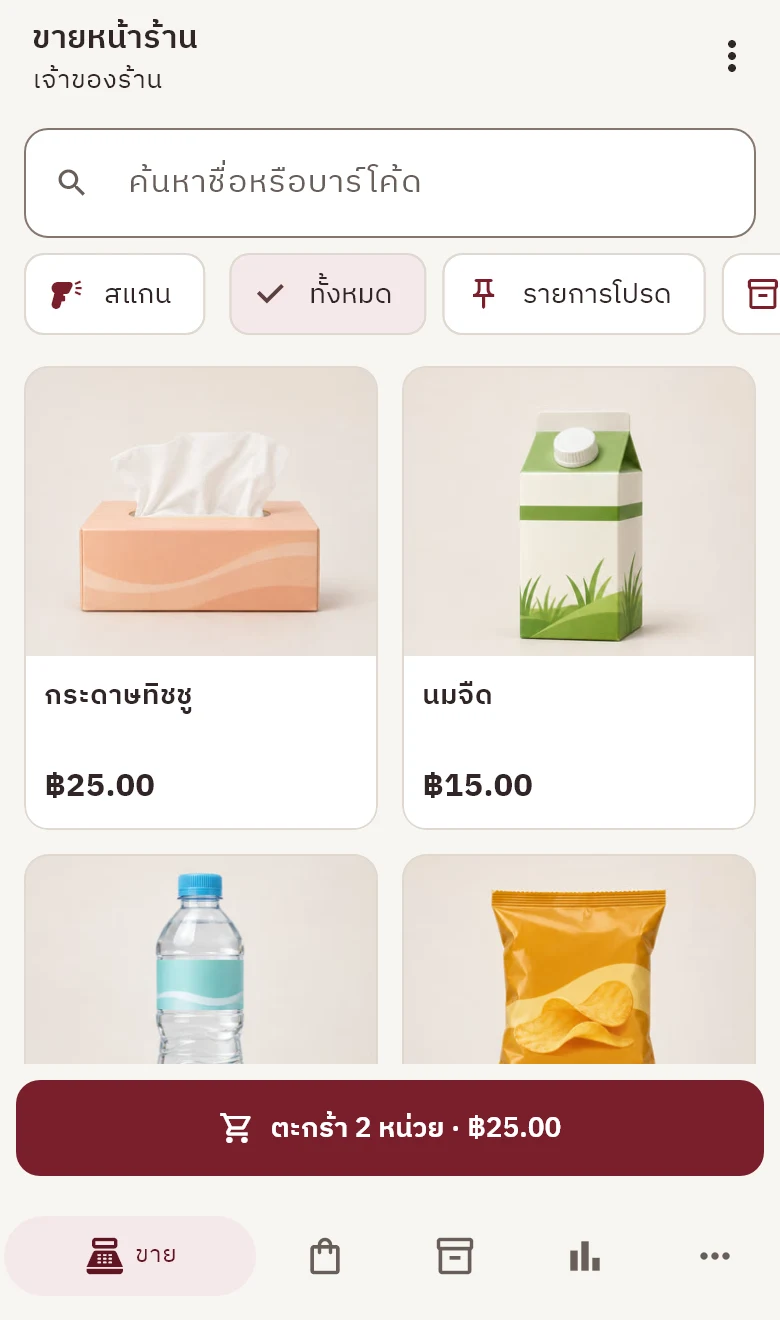 ขายหน้าร้าน
เจ้าของร้าน
ค้นหาชื่อหรือบาร์โค้ด
สแกน
ทั้งหมด
รายการโปรด
กระดาษทิชชู
นมจืด
฿25.00
฿15.00
ตะกร้า 2 หน่วย · ฿25.00
ขาย